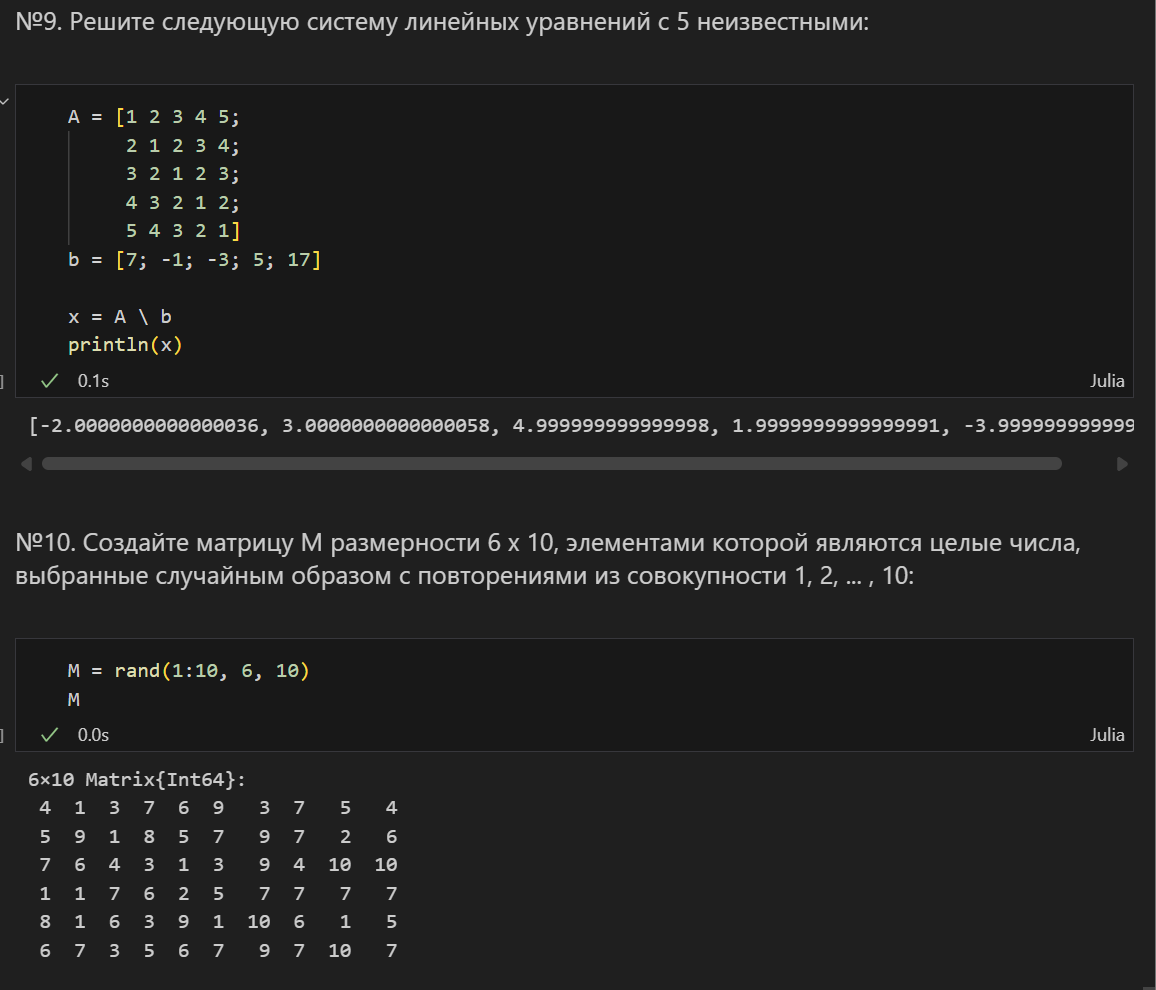 №9. Решите следующую систему линейных уравнений с 5 неизвестными:
A = [1 2 3 4 5;
2 1 2 3 4;
3 2 1 2 3;
4 3 2 1 2;
5 4 3 2 1]
b = [7; -1; -3; 5; 17]
x = A \ b
println(x)
0.1s
Julia
[-2.0000000000000036, 3.0000000000000058, 4.999999999999998, 1.9999999999999991, -3.999999999999
№10. Создайте матрицу M размерности 6 x 10, элементами которой являются целые числа,
выбранные случайным образом с повторениями из совокупности 1, 2, ... , 10:
M = rand(1:10, 6, 10)
M
0.0s
Julia
6×10 Matrix{Int64}:
4 1 3 7 6 9 3 7 5 4
5 9 1 8 5 7 9 7 2 6
7 6 4 3 1 3 9 4 10 10
1 1 7 6 2 5 7 7 7 7
8 1 6 3 9 1 10 6 1 5
6 7 3 5 6 7 9 7 10 7